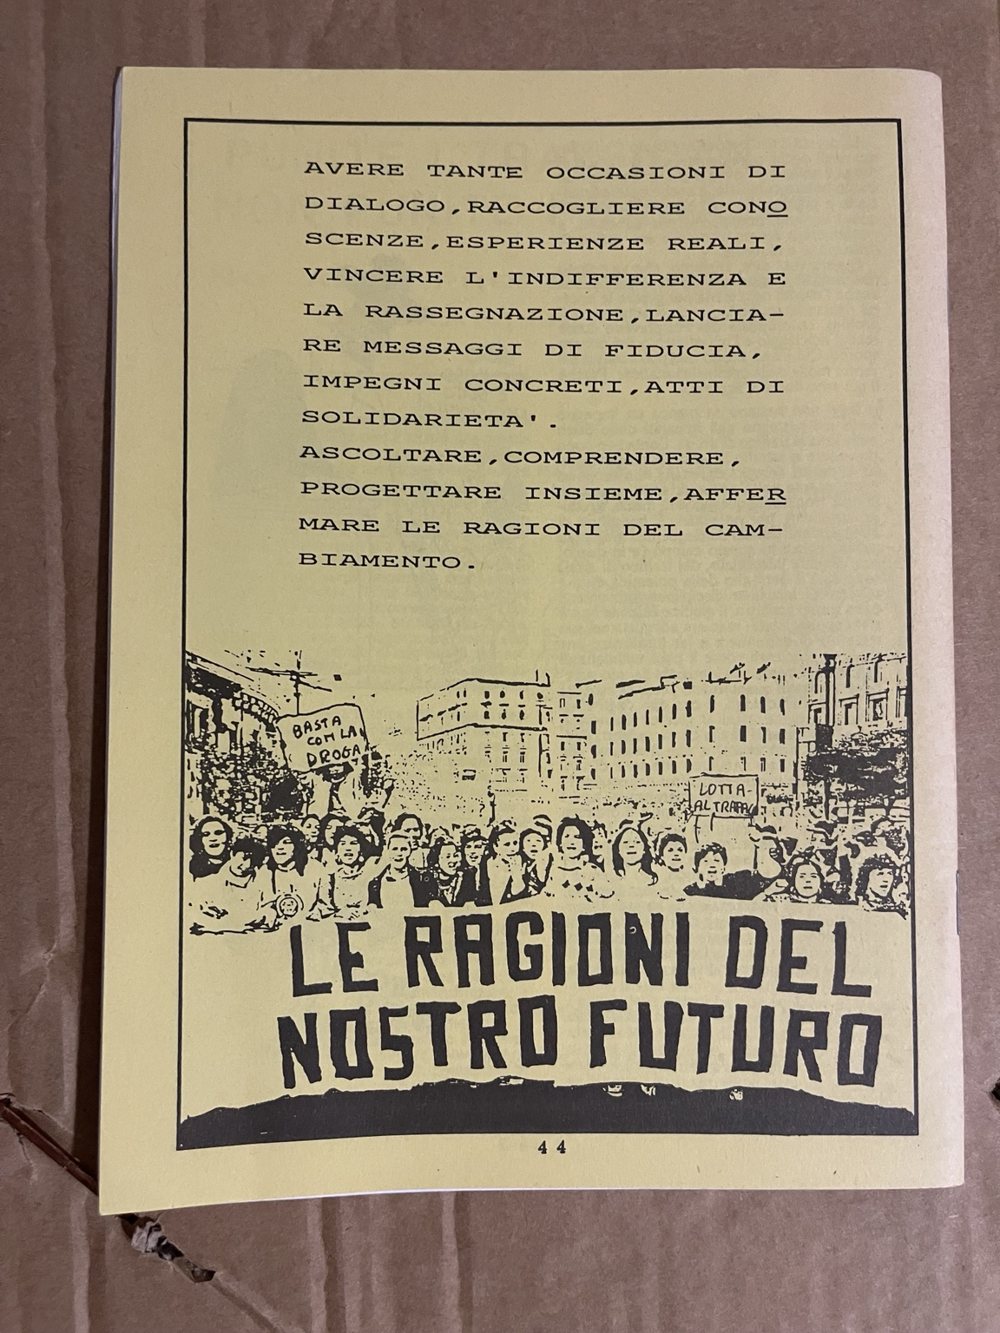 AVERE TANTE OCCASIONI DI
DIALOGO,RACCOGLIERE CONO
SCENZE,ESPERIENZE REALI,
VINCERE L'INDIFFERENZA E
LA RASSEGNAZIONE,LANCIA-
RE MESSAGGI DI FIDUCIA,
IMPEGNI CONCRETI,ATTI DI
SOLIDARIETA'.
ASCOLTARE,COMPRENDERE,
PROGETTARE INSIEME,AFFER
MARE LE RAGIONI DEL CAM-
BIAMENTO.
BASTA
CON LA
DROGA
LOTTA-
AL
LE RAGIONI DEL
NOSTRO FUTURO
44